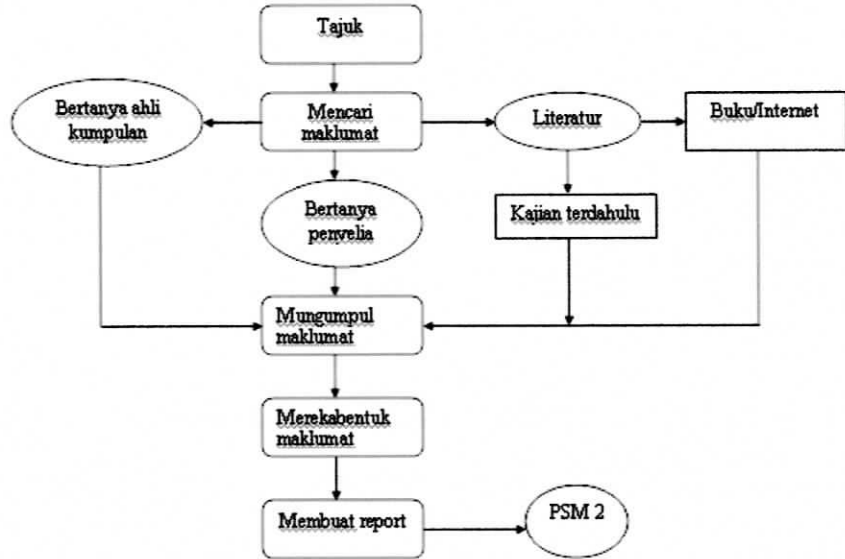 Tajuk
Bertanya ahli
kumpulan
Mencari
maklumat
Literatur
Buku/Internet
Bertanya
penyelia
Kajian terdahulu
Mungumpul
maklumat
Merekabentuk
maklumat
Membuat report
PSM 2